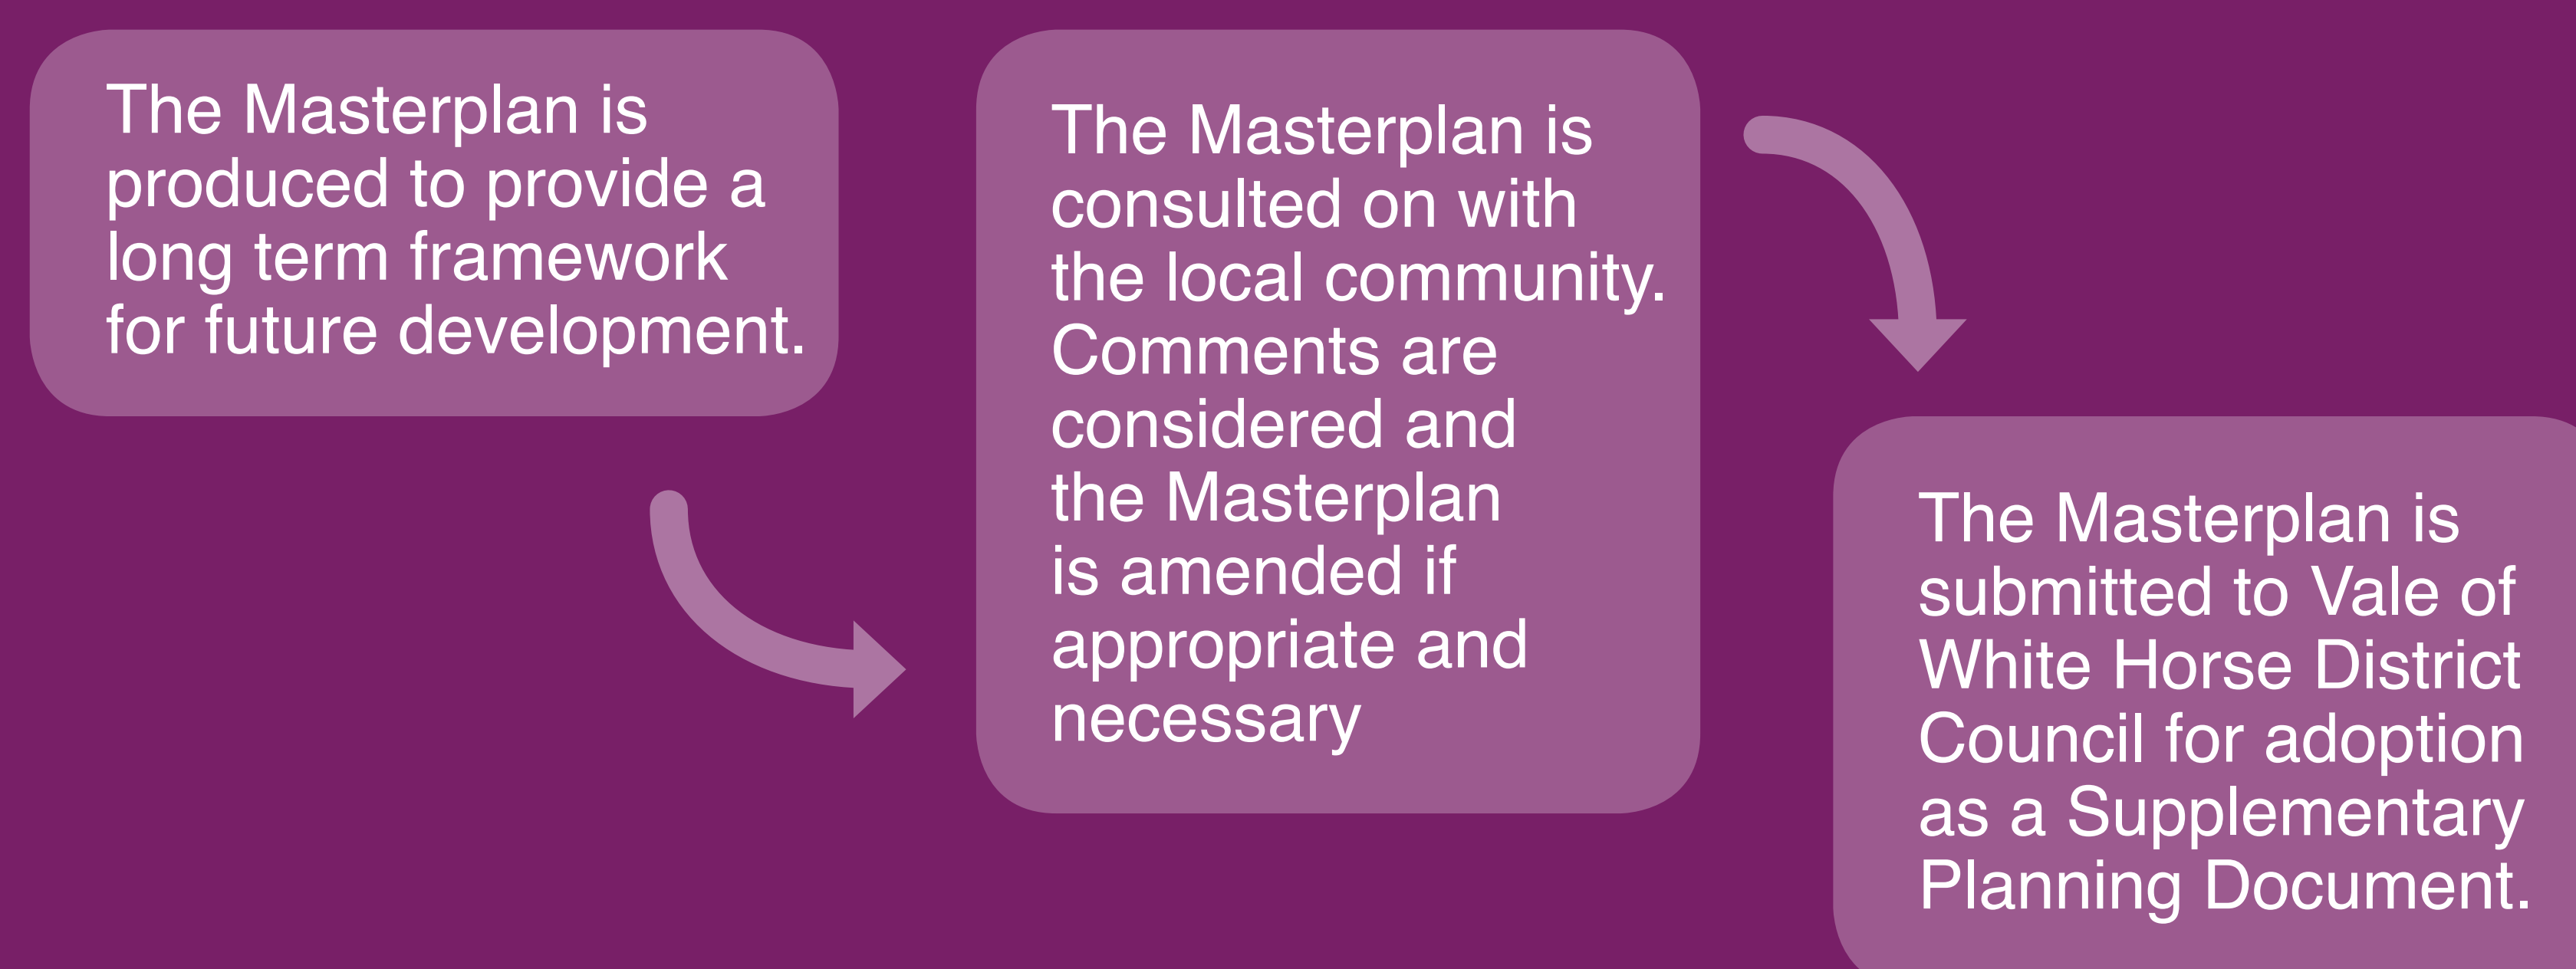 The Masterplan is
produced to provide a
long term framework
for future development.
The Masterplan is
consulted on with
the local community.
Comments are
considered and
the Masterplan
is amended if
appropriate and
necessary
The Masterplan is
submitted to Vale of
White Horse District
Council for adoption
as a Supplementary
Planning Document.